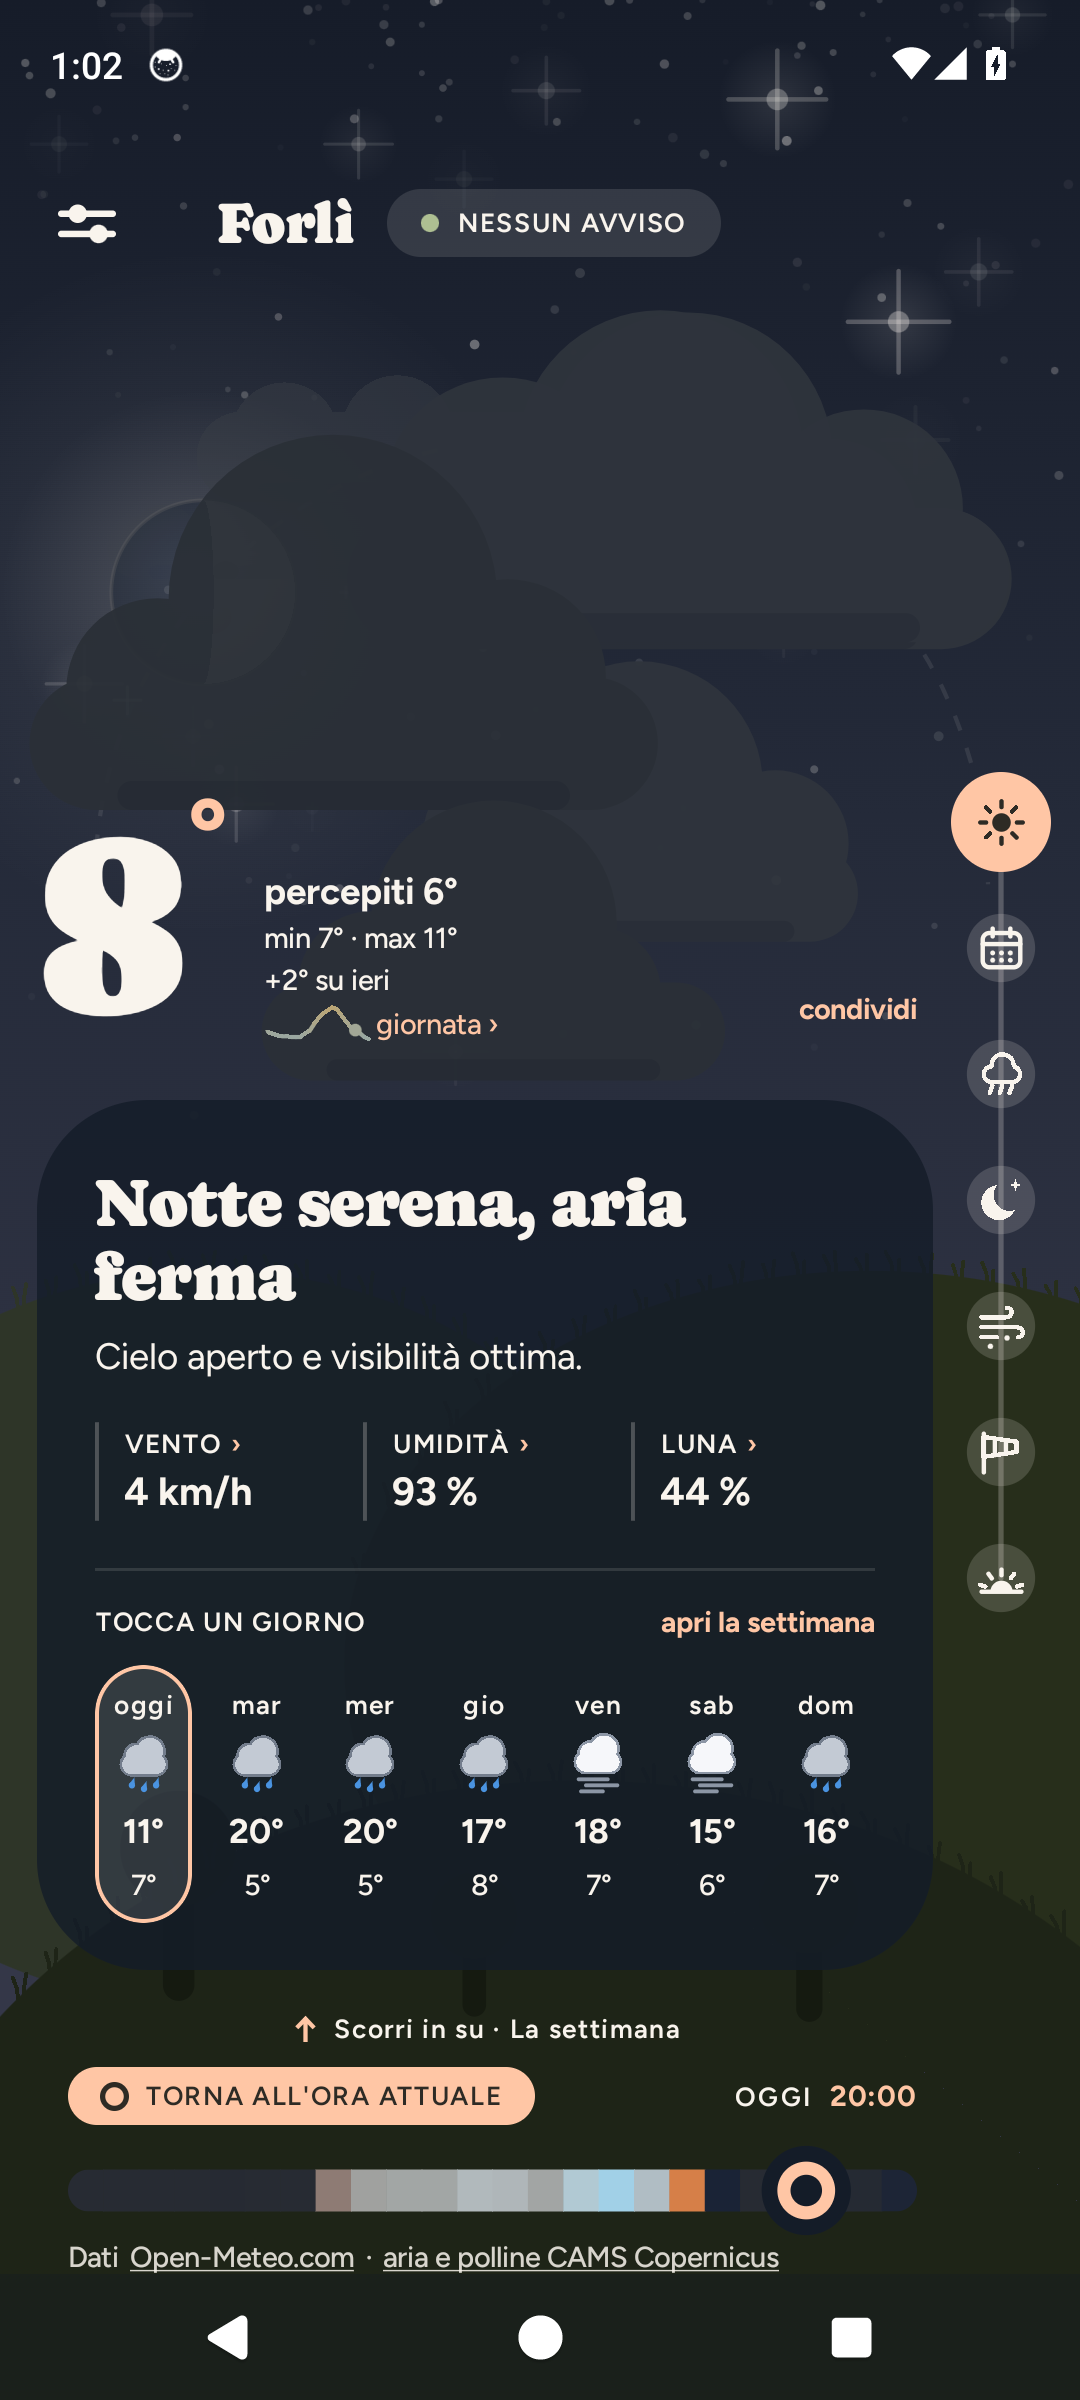 1:02
Forlì
NESSUN AVVISO
8°
percepiti 6°
min 7° · max 11°
+2° su ieri
giornata ›
condividi
Notte serena, aria
ferma
Cielo aperto e visibilità ottima.
VENTO › UMIDITÀ › LUNA ›
4 km/h 93 % 44 %
TOCCA UN GIORNO apri la settimana
oggi mar mer gio ven sab dom
11° 20° 20° 17° 18° 15° 16°
7° 5° 5° 8° 7° 6° 7°
↑ Scorri in su · La settimana
TORNA ALL'ORA ATTUALE OGGI 20:00
Dati Open-Meteo.com · aria e polline CAMS Copernicus